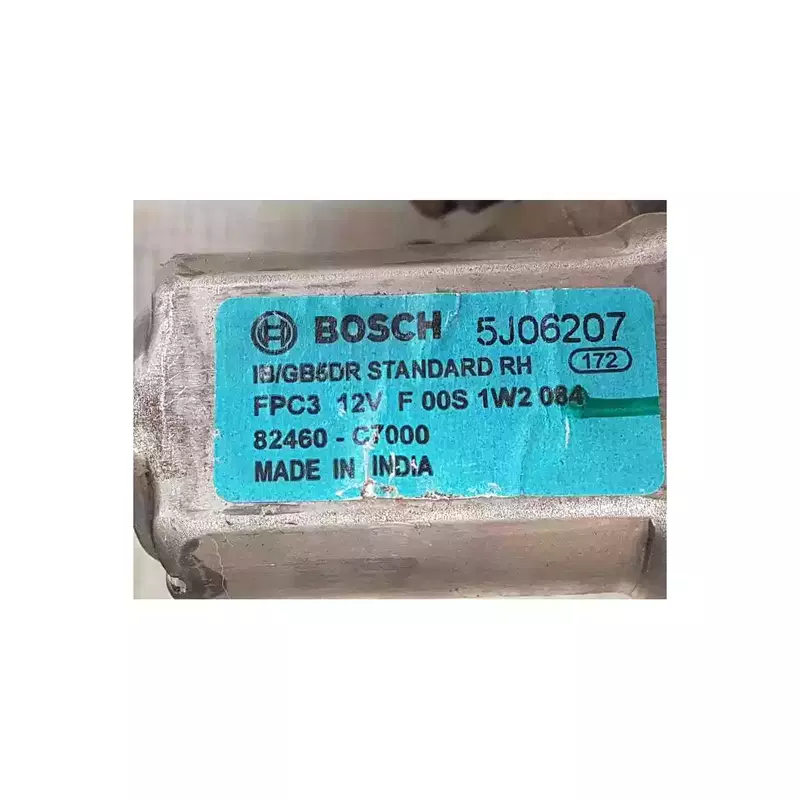 BOSCH 5J06207
IB/GB5DR STANDARD RH 172
FPC3 12V F 00S 1W2 084
82460 - C7000
MADE IN INDIA